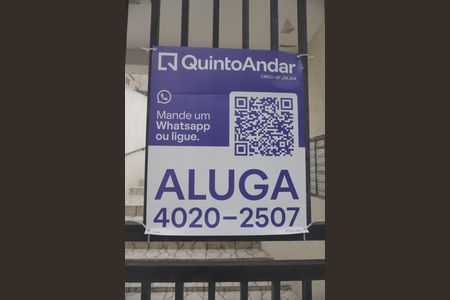 QuintoAndar
Mande um
Whatsapp
ou ligue.
ALUGA
4020-2507